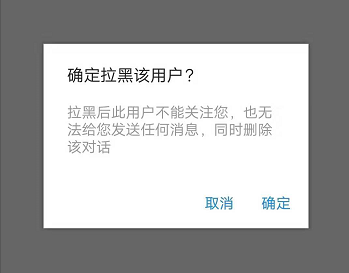 确定拉黑该用户？
拉黑后此用户不能关注您，也无
法给您发送任何消息，同时删除
该对话
取消 确定